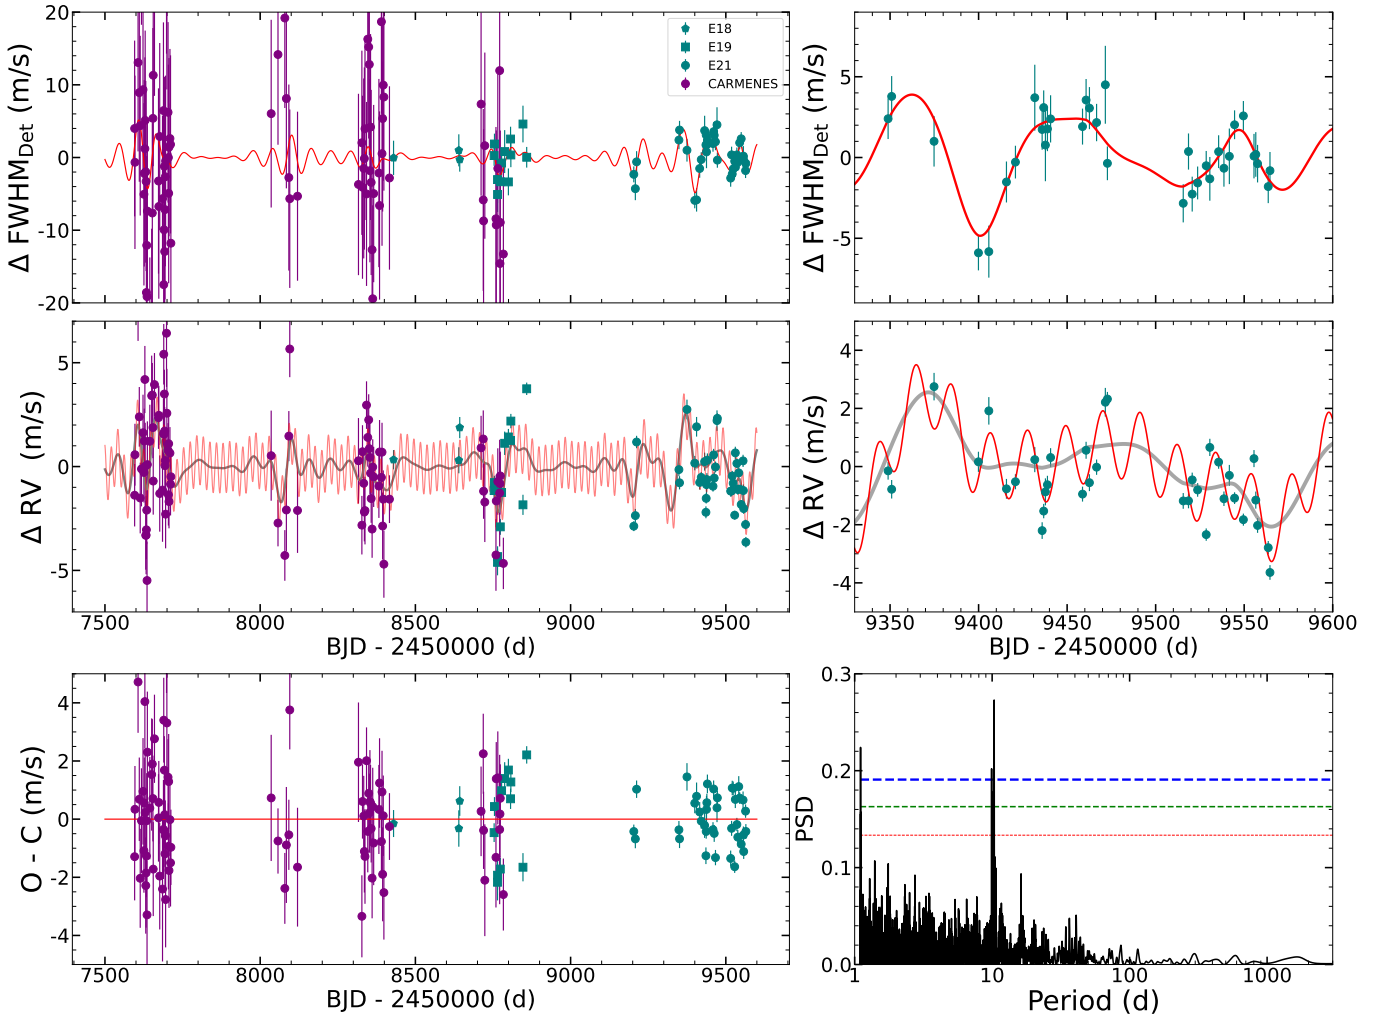 20
10
0
-10
-20
Δ FWHM_Det (m/s)
E18
E19
E21
CARMENES
5
0
-5
Δ FWHM_Det (m/s)
5
0
-5
Δ RV (m/s)
7500 8000 8500 9000 9500
BJD - 2450000 (d)
4
2
0
-2
-4
Δ RV (m/s)
9350 9400 9450 9500 9550 9600
BJD - 2450000 (d)
4
2
0
-2
-4
O - C (m/s)
7500 8000 8500 9000 9500
BJD - 2450000 (d)
0.3
0.2
0.1
0.0
PSD
1 10 100 1000
Period (d)